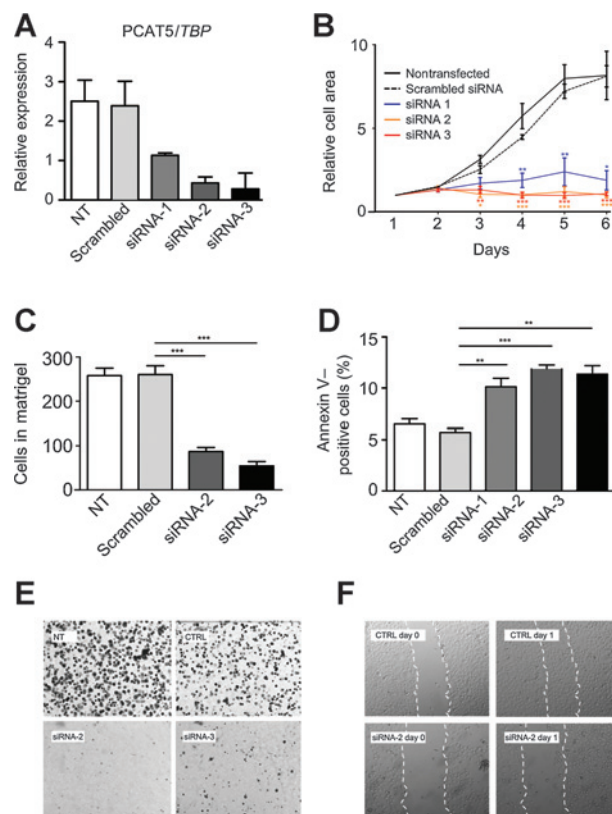 A
PCAT5/TBP
Relative expression
4
3
2
1
0
NT
Scrambled
siRNA-1
siRNA-2
siRNA-3
B
Relative cell area
10
5
0
Nontransfected
Scrambled siRNA
siRNA 1
siRNA 2
siRNA 3
**
**
*
**
*
***
***
***
***
***
***
1 2 3 4 5 6
Days
C
Cells in matrigel
300
200
100
0
***
***
NT
Scrambled
siRNA-2
siRNA-3
D
Annexin V–
positive cells (%)
15
10
5
0
**
***
**
NT
Scrambled
siRNA-1
siRNA-2
siRNA-3
E
NT
CTRL
siRNA-2
siRNA-3
F
CTRL day 0
CTRL day 1
siRNA-2 day 0
siRNA-2 day 1